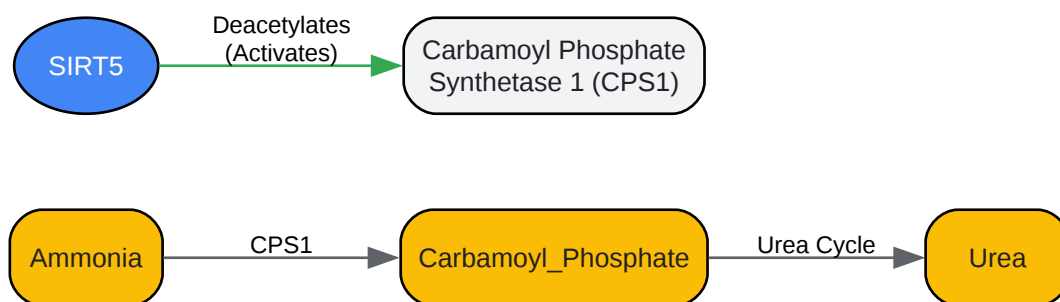 Deacetylates
(Activates)
SIRT5
Carbamoyl Phosphate
Synthetase 1 (CPS1)
Ammonia
CPS1
Carbamoyl_Phosphate
Urea Cycle
Urea